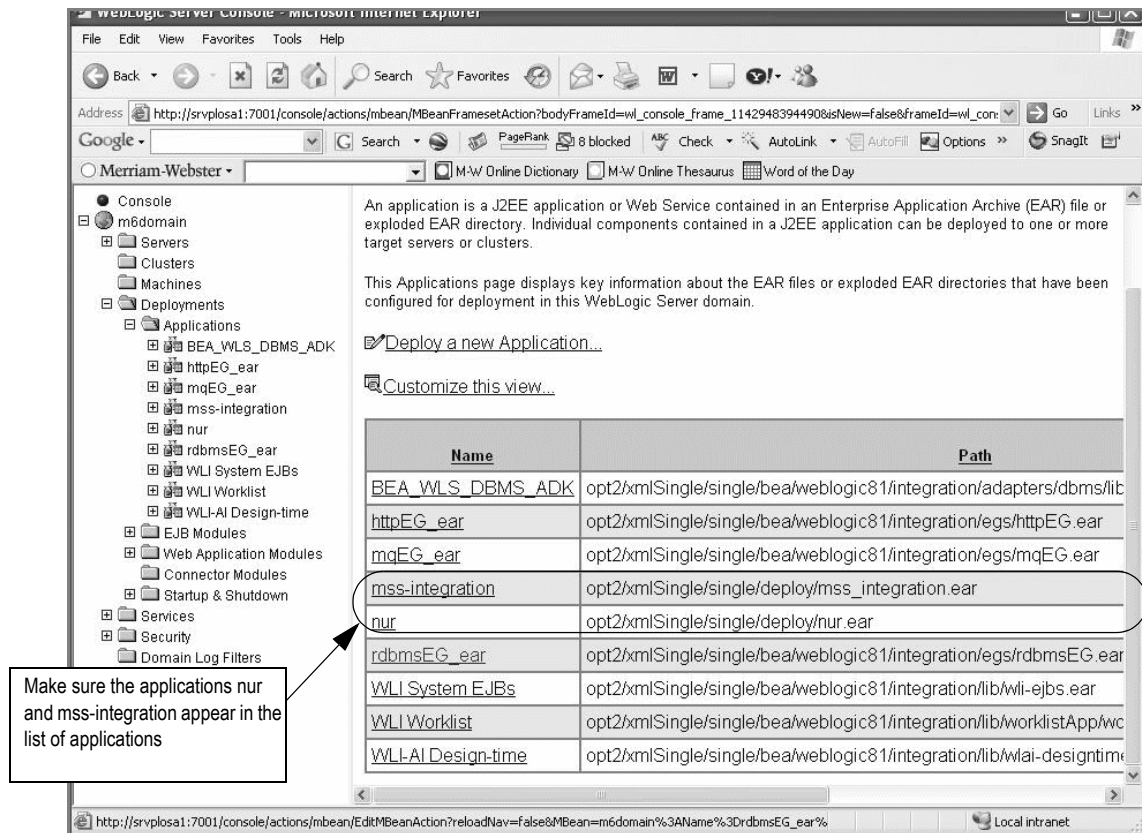 WebLogic Server Console - Microsoft Internet Explorer
File Edit View Favorites Tools Help
Back Search Favorites
Address http://srvplosa1:7001/console/actions/mbean/MBeanFramesetAction?bodyFrameId=wl_console_frame_1142948394490&isNew=false&frameId=wl_con: Go Links »
Google Search PageRank 8 blocked ABC Check AutoLink AutoFill Options » SnagIt
Merriam-Webster M-W Online Dictionary M-W Online Thesaurus Word of the Day
Console
m6domain
Servers
Clusters
Machines
Deployments
Applications
BEA_WLS_DBMS_ADK
httpEG_ear
mqEG_ear
mss-integration
nur
rdbmsEG_ear
WLI System EJBs
WLI Worklist
WLI-AI Design-time
EJB Modules
Web Application Modules
Connector Modules
Startup & Shutdown
Services
Security
Domain Log Filters
An application is a J2EE application or Web Service contained in an Enterprise Application Archive (EAR) file or
exploded EAR directory. Individual components contained in a J2EE application can be deployed to one or more
target servers or clusters.
This Applications page displays key information about the EAR files or exploded EAR directories that have been
configured for deployment in this WebLogic Server domain.
Deploy a new Application...
Customize this view...
Name Path
BEA_WLS_DBMS_ADK opt2/xmlSingle/single/bea/weblogic81/integration/adapters/dbms/lib
httpEG_ear opt2/xmlSingle/single/bea/weblogic81/integration/egs/httpEG.ear
mqEG_ear opt2/xmlSingle/single/bea/weblogic81/integration/egs/mqEG.ear
mss-integration opt2/xmlSingle/single/deploy/mss_integration.ear
nur opt2/xmlSingle/single/deploy/nur.ear
rdbmsEG_ear opt2/xmlSingle/single/bea/weblogic81/integration/egs/rdbmsEG.ear
WLI System EJBs opt2/xmlSingle/single/bea/weblogic81/integration/lib/wli-ejbs.ear
WLI Worklist opt2/xmlSingle/single/bea/weblogic81/integration/lib/worklistApp/wo
WLI-AI Design-time opt2/xmlSingle/single/bea/weblogic81/integration/lib/wlai-designtime
Make sure the applications nur
and mss-integration appear in the
list of applications
http://srvplosa1:7001/console/actions/mbean/EditMBeanAction?reloadNav=false&MBean=m6domain%3AName%3DrdbmsEG_ear% Local intranet